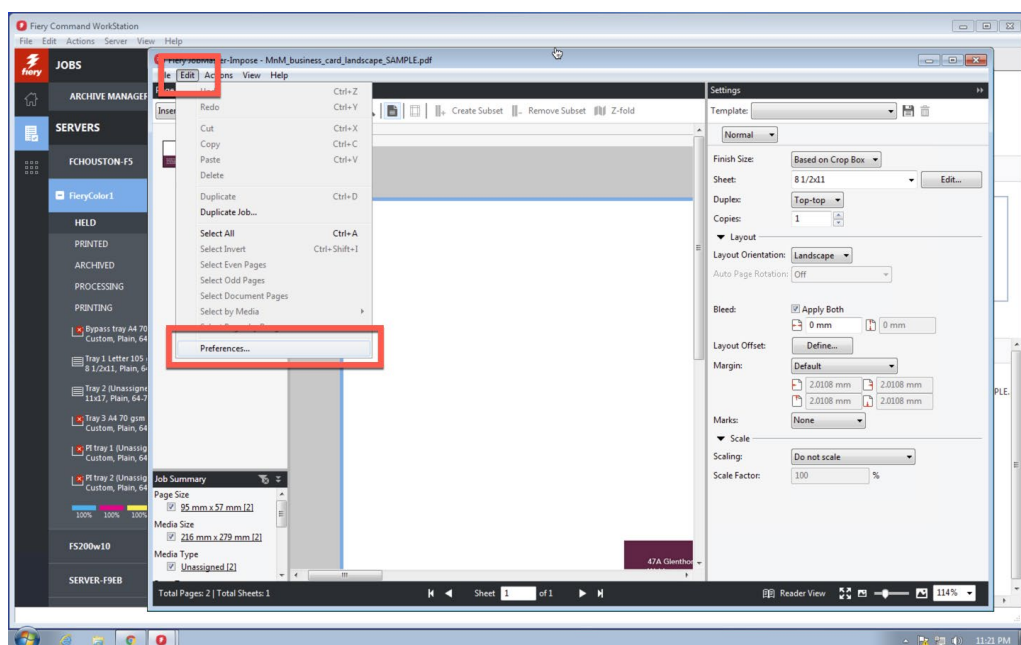 Fiery Command WorkStation
File Edit Actions Server View Help
fiery
JOBS
ARCHIVE MANAGER
SERVERS
FCHOUSTON-F5
FieryColor1
HELD
PRINTED
ARCHIVED
PROCESSING
PRINTING
Bypass tray A4 70
Custom, Plain, 64
Tray 1 Letter 105
8 1/2x11, Plain, 6
Tray 2 (Unassigne
11x17, Plain, 64-7
Tray 3 A4 70 gsm
Custom, Plain, 64
PI tray 1 (Unassig
Custom, Plain, 64
PI tray 2 (Unassig
Custom, Plain, 64
100% 100% 100%
FS200w10
SERVER-F9EB
Fiery JobMaster-Impose - MnM_business_card_landscape_SAMPLE.pdf
Edit Actions View Help
Ctrl+Z
Redo Ctrl+Y
Cut Ctrl+X
Copy Ctrl+C
Paste Ctrl+V
Delete
Duplicate Ctrl+D
Duplicate Job...
Select All Ctrl+A
Select Invert Ctrl+Shift+I
Select Even Pages
Select Odd Pages
Select Document Pages
Select by Media
Preferences...
Create Subset Remove Subset Z-fold
47A Glenthor
Job Summary
Page Size
95 mm x 57 mm [2]
Media Size
216 mm x 279 mm [2]
Media Type
Unassigned [2]
Total Pages: 2 | Total Sheets: 1
Sheet 1 of 1
Reader View
114%
Settings
Template:
Normal
Finish Size: Based on Crop Box
Sheet: 8 1/2x11 Edit...
Duplex: Top-top
Copies: 1
Layout
Layout Orientation: Landscape
Auto Page Rotation: Off
Bleed: Apply Both
0 mm 0 mm
Layout Offset: Define...
Margin: Default
2.0108 mm 2.0108 mm
2.0108 mm 2.0108 mm
Marks: None
Scale
Scaling: Do not scale
Scale Factor: 100 %
PLE.
11:21 PM